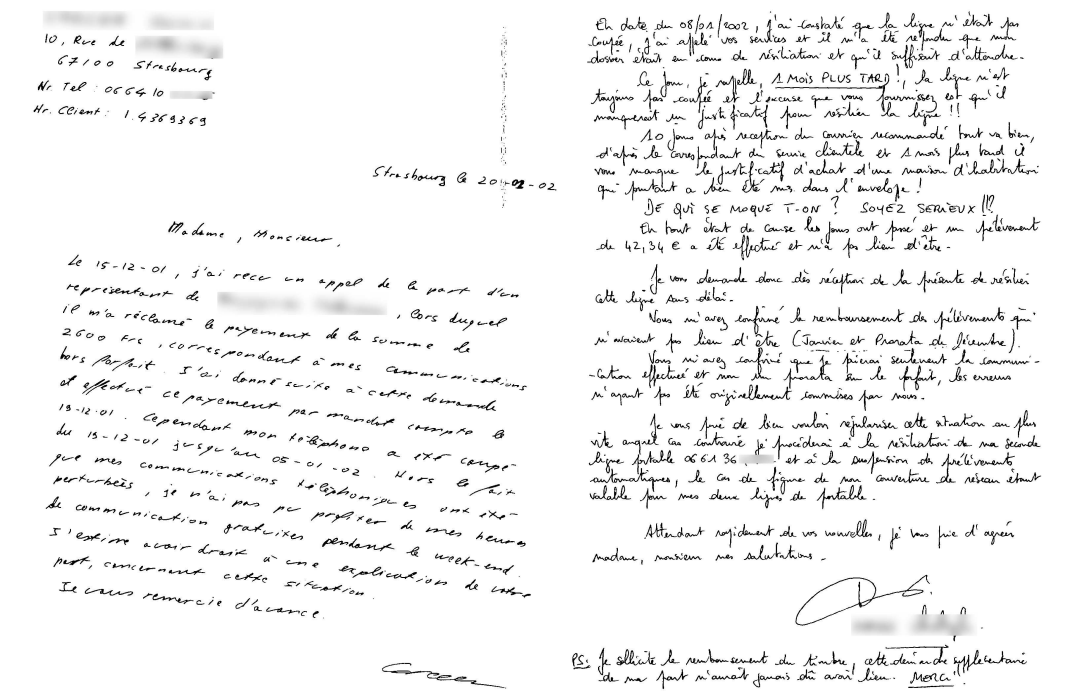 10, Rue de
67100 Strasbourg
Nr. Tel : 066410
Nr. Client : 1.4369369
Strasbourg le 20-02-02
Madame, Monsieur,
Le 15-12-01, j'ai recu un appel de la part d'un
représentant de , lors duquel
il m'a réclamé le payement de la somme de
2600 Frs, correspondant à mes communications
hors forfait. J'ai donné suite à cette demande
et effectué ce payement par mandat compte le
19-12-01. Cependant mon téléphone a été coupé
du 15-12-01 jusqu'au 05-01-02. Hors le fait
que mes communications téléphoniques ont été
perturbées, je n'ai pas pu profiter de mes heures
de communication gratuites pendant le week-end.
J'estime avoir droit à une explication de votre
part, concernant cette situation.
Je vous remercie d'avance.
En date du 08/01/2002, j'ai constaté que la ligne n'était pas
coupée, j'ai appelé vos services et il m'a été répondu que mon
dossier était en cours de résiliation et qu'il suffisait d'attendre.
Ce jour, je rappelle, 1 MOIS PLUS TARD !, la ligne n'est
toujours pas coupée et l'excuse que vous fournissez est qu'il
manquerait un justificatif pour résilier la ligne !!
10 jours après reception du courrier recommandé tout va bien,
d'après le correspondant du service clientele et 1 mois plus tard il
vous manque le justificatif d'achat d'une maison d'habitation
qui pourtant a bien été mis dans l'envelope !
DE QUI SE MOQUE T-ON ? SOYEZ SERIEUX !!?
En tout état de cause les jours ont passé et un prélèvement
de 42,34 € a été effectué et n'a pas lieu d'être.
Je vous demande donc dès réception de la présente de résilier
cette ligne sans délai.
Vous m'avez confirmé le remboursement des prélèvements qui
n'avaient pas lieu d'être (Janvier et Prorata de Décembre).
Vous m'avez confirmé que je paierai seulement la communi-
-cation effectuée et non un prorata sur le forfait, les erreurs
n'ayant pas été originellement commises par nous.
Je vous prie de bien vouloir régulariser cette situation au plus
vite auquel cas contraire je procéderai à la résiliation de ma seconde
ligne portable 06 61 36 et à la suspension des prélèvements
automatiques, le cas de figure de non couverture de réseau étant
valable pour mes deux lignes de portable.
Attendant rapidement de vos nouvelles, je vous prie d'agréer
madame, monsieur mes salutations.
PS: Je sollicite le remboursement du timbre, cette demande supplémentaire
de ma part n'aurait jamais dû avoir lieu. MERCI !!